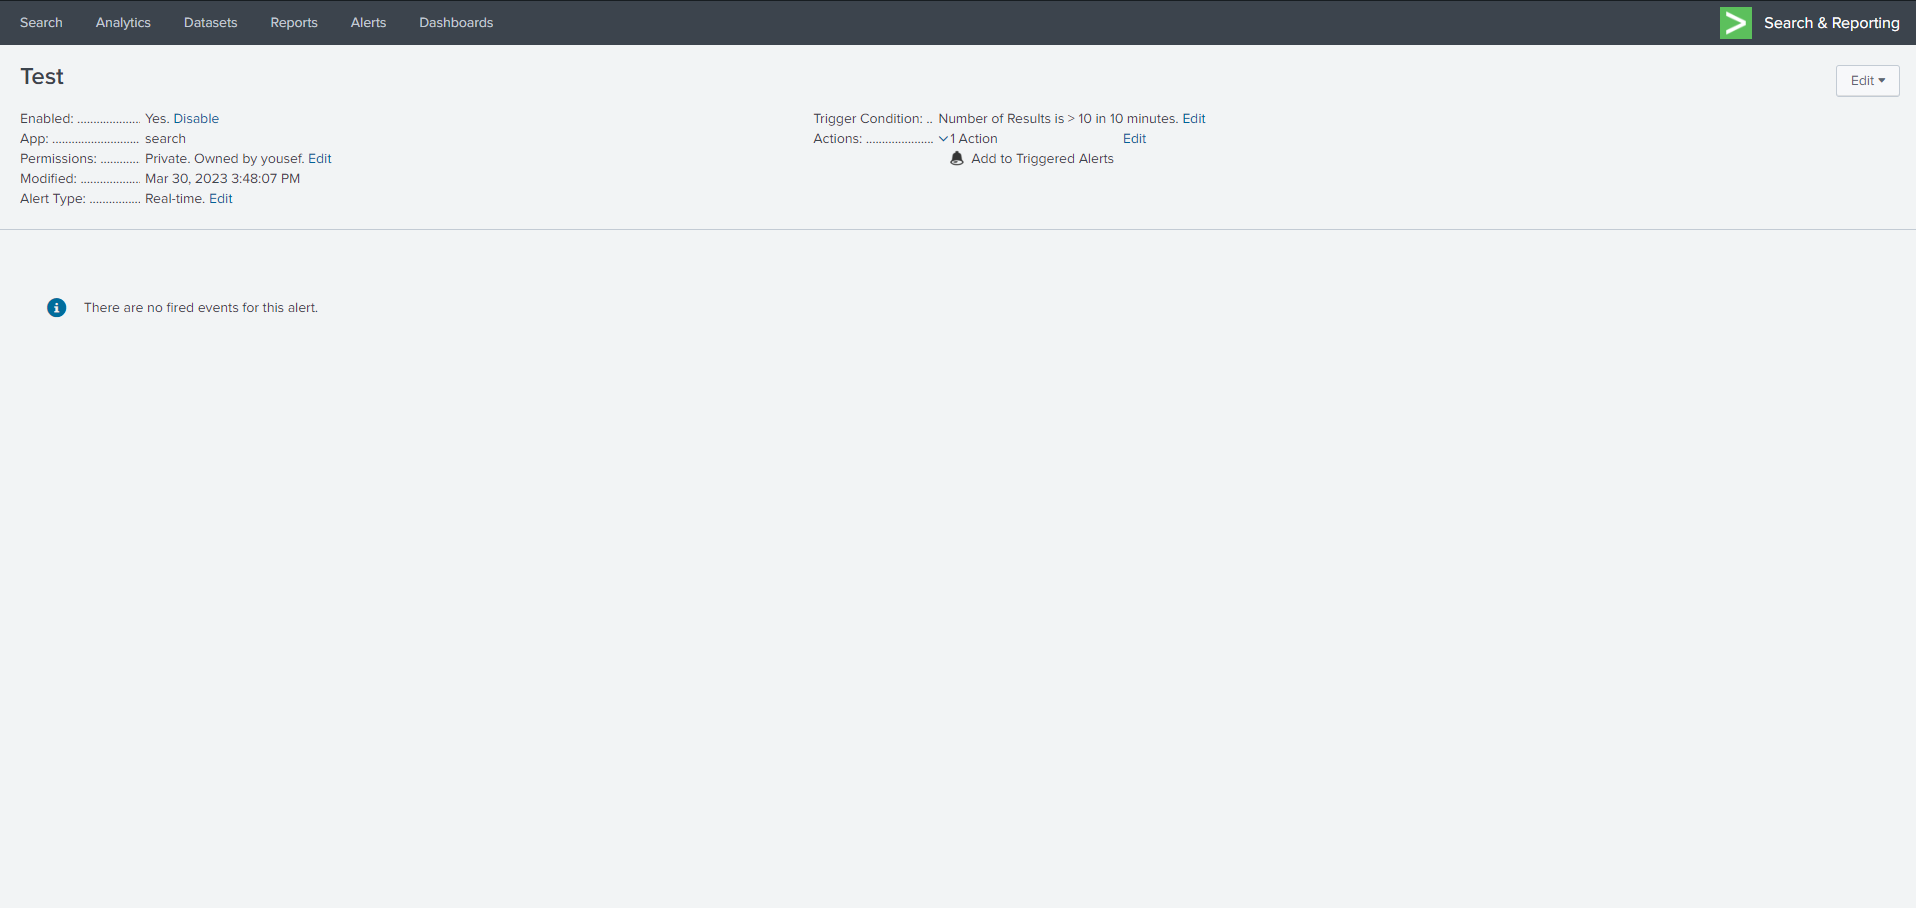 Search Analytics Datasets Reports Alerts Dashboards Search & Reporting
Test
Edit
Enabled: ................... Yes. Disable
App: ........................... search
Permissions: ............ Private. Owned by yousef. Edit
Modified: .................. Mar 30, 2023 3:48:07 PM
Alert Type: ................ Real-time. Edit
Trigger Condition: .. Number of Results is > 10 in 10 minutes. Edit
Actions: ..................... 1 Action Edit
Add to Triggered Alerts
There are no fired events for this alert.